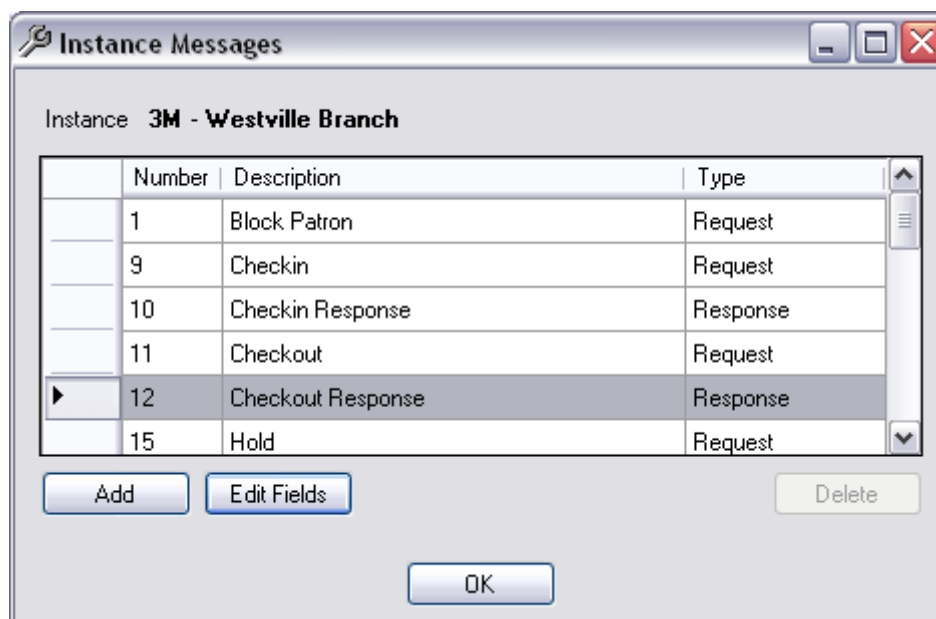 Instance Messages
Instance 3M - Westville Branch
Number Description Type
1 Block Patron Request
9 Checkin Request
10 Checkin Response Response
11 Checkout Request
12 Checkout Response Response
15 Hold Request
Add Edit Fields Delete
OK